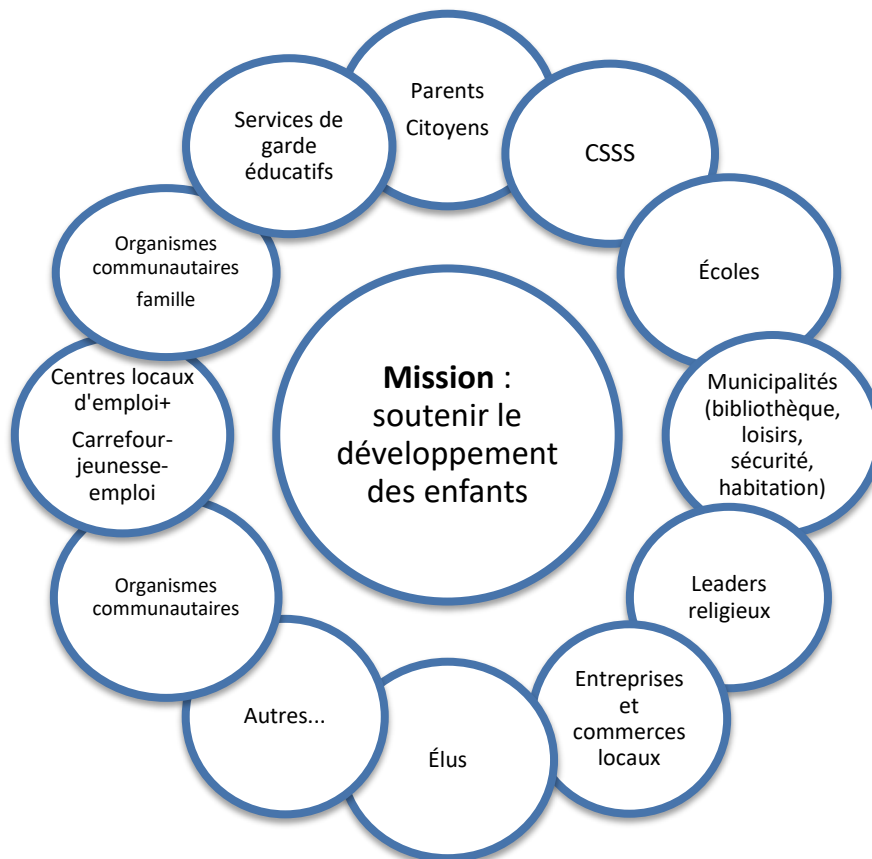 Parents
Citoyens
CSSS
Écoles
Municipalités
(bibliothèque,
loisirs,
sécurité,
habitation)
Leaders
religieux
Entreprises
et
commerces
locaux
Élus
Autres...
Organismes
communautaires
Centres locaux
d'emploi+
Carrefour-
jeunesse-
emploi
Organismes
communautaires
famille
Services de
garde
éducatifs
Mission :
soutenir le
développement
des enfants